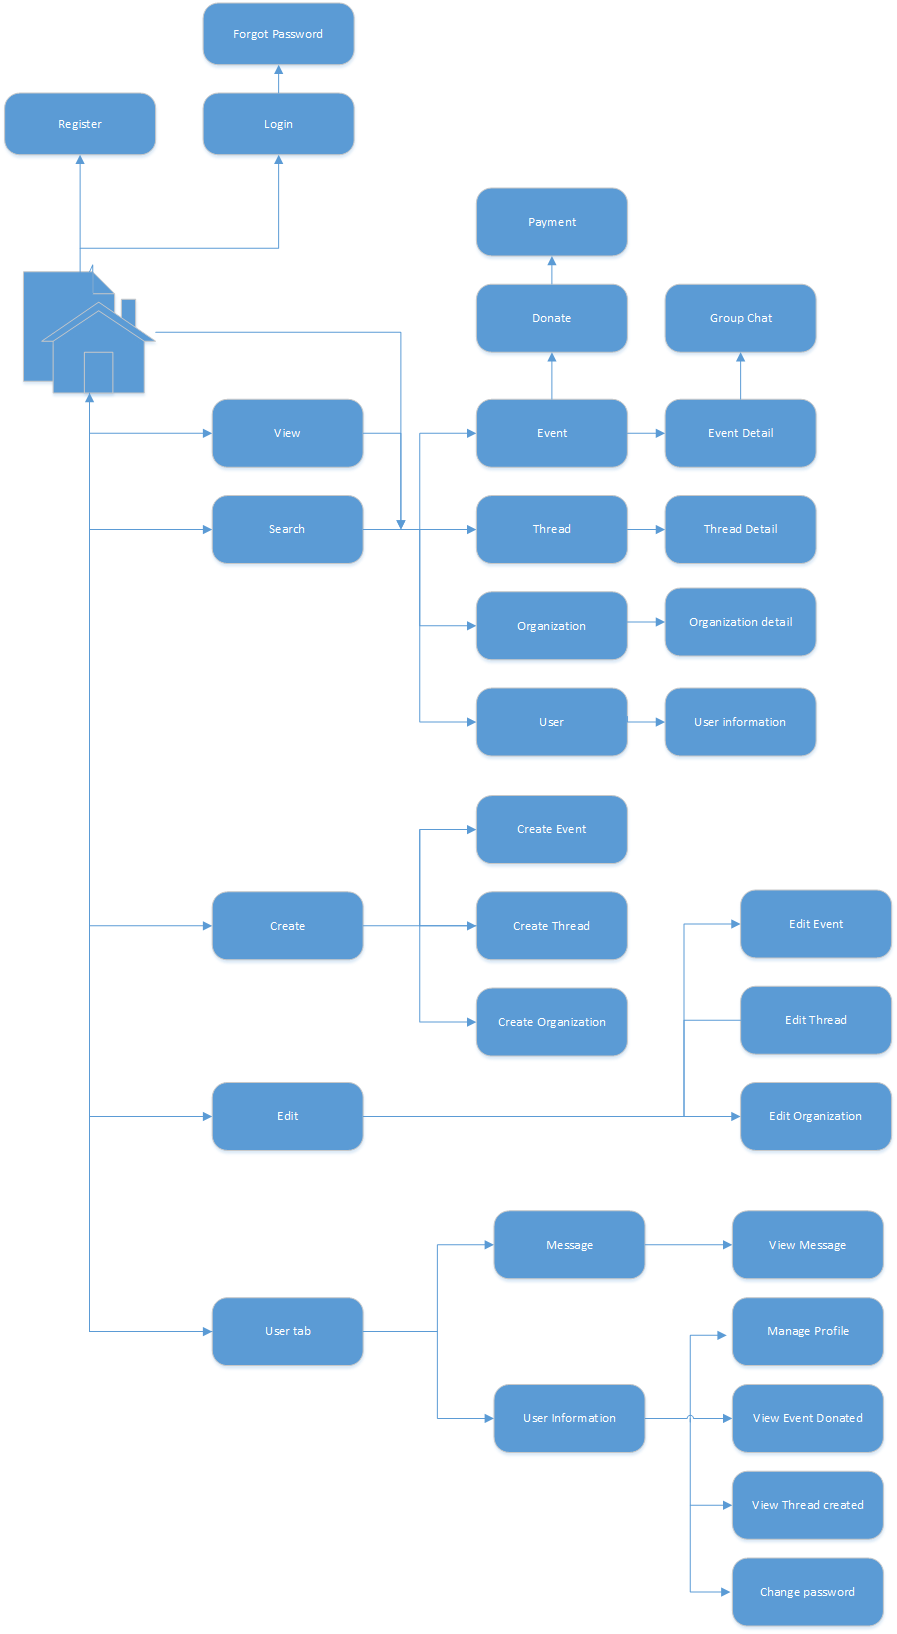 Forgot Password
Register
Login
Payment
Donate
Group Chat
View
Event
Event Detail
Search
Thread
Thread Detail
Organization
Organization detail
User
User information
Create Event
Create
Create Thread
Edit Event
Create Organization
Edit Thread
Edit
Edit Organization
Message
View Message
User tab
Manage Profile
User Information
View Event Donated
View Thread created
Change password